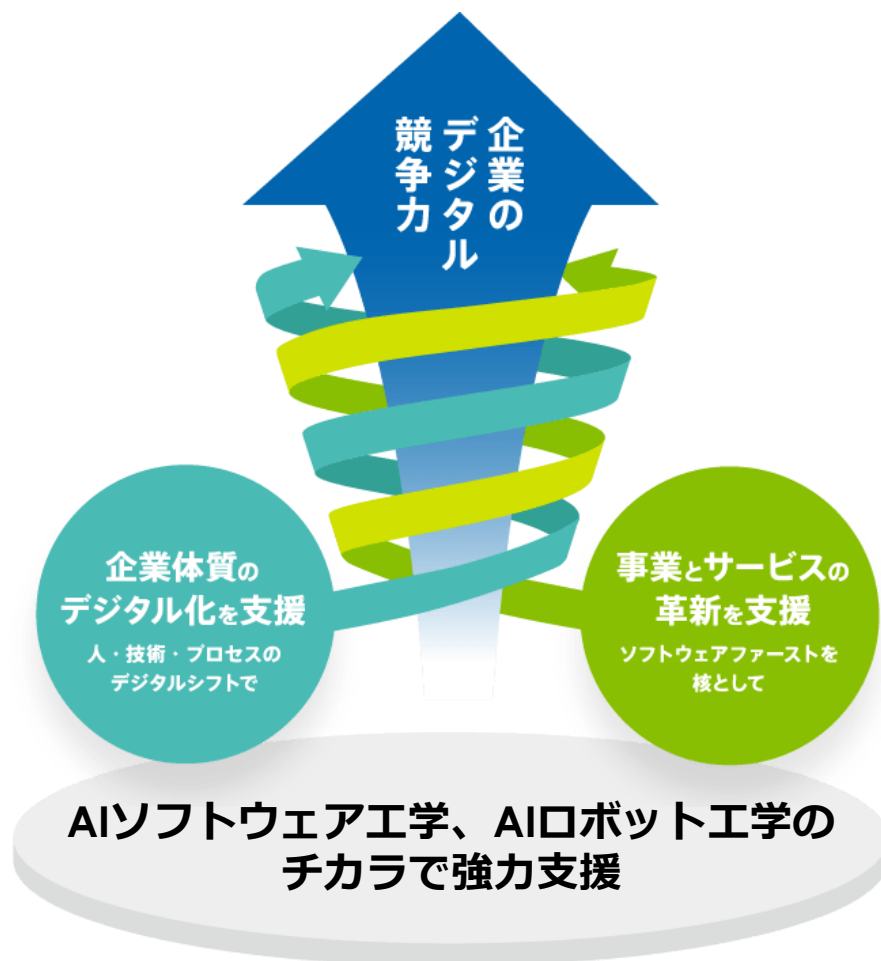 企業の
デジタル
競争力
企業体質の
デジタル化を支援
人・技術・プロセスの
デジタルシフトで
事業とサービスの
革新を支援
ソフトウェアファーストを
核として
AIソフトウェア工学、AIロボット工学の
チカラで強力支援